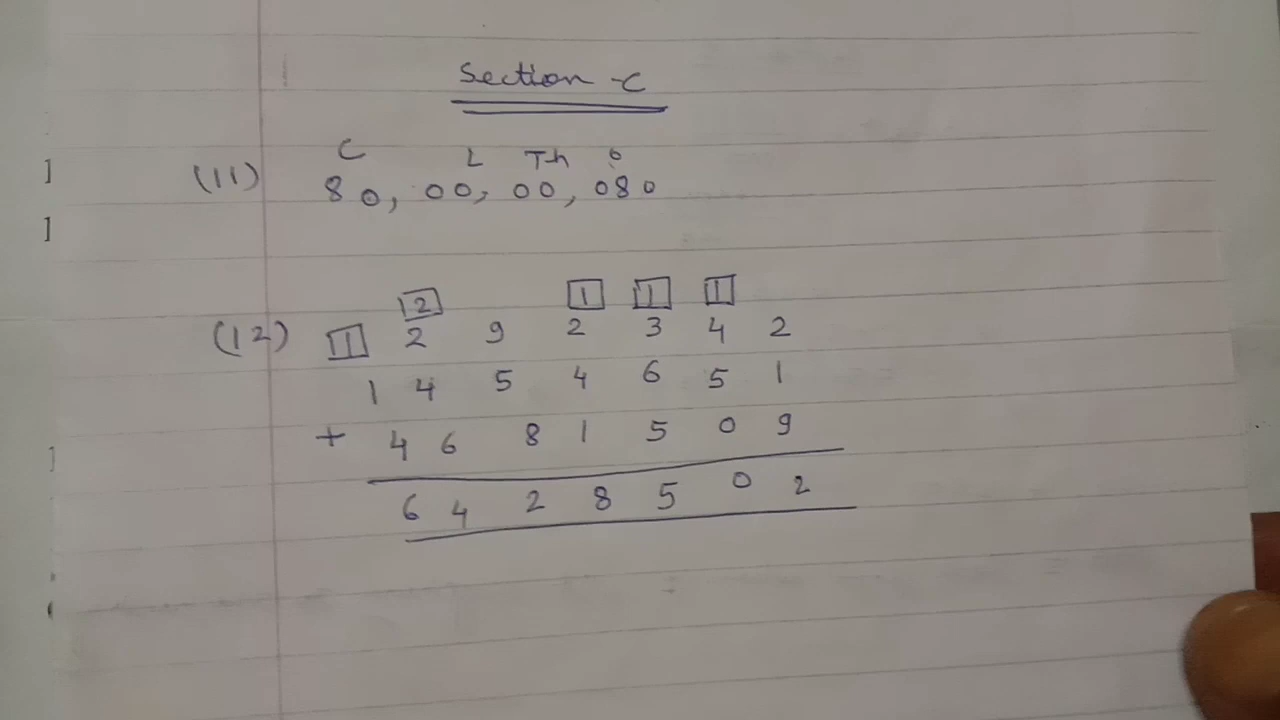 Section - C
C L Th O
(11) 80, 00, 00, 080
2 1 1 1
(12) 1 2 9 2 3 4 2
1 4 5 4 6 5 1
+ 4 6 8 1 5 0 9
6 4 2 8 5 0 2